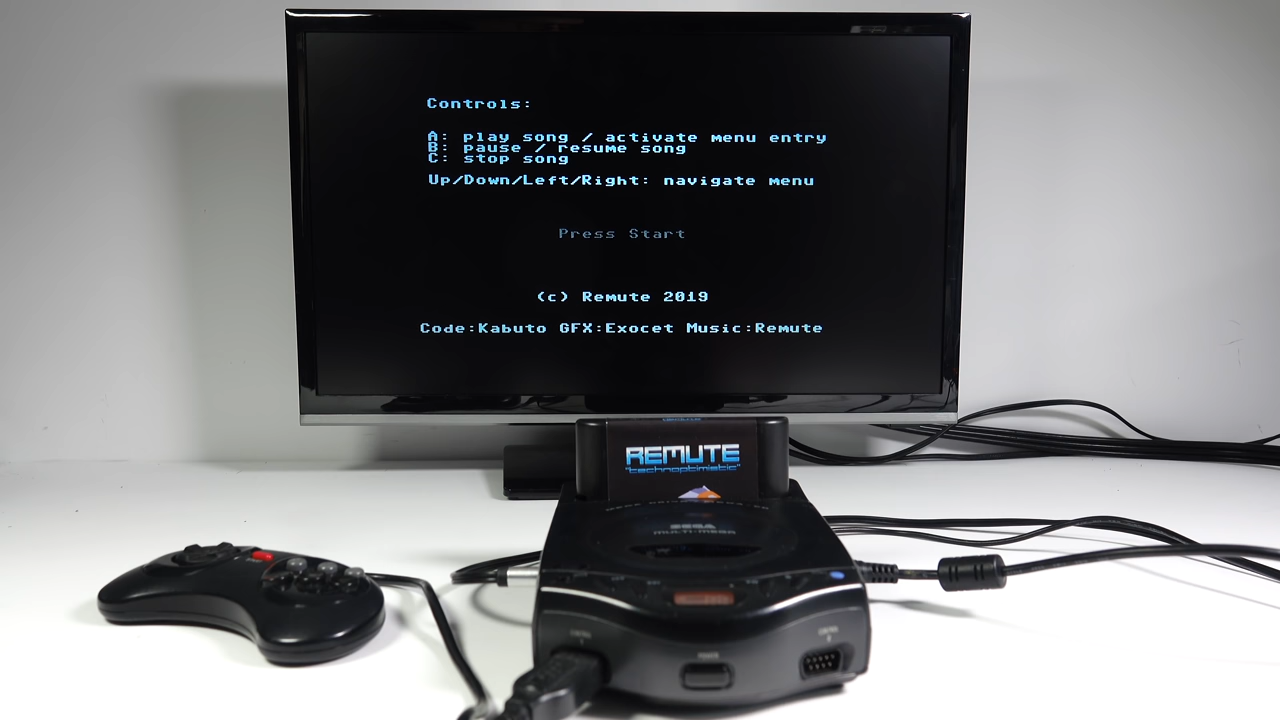 Controls:
A: play song / activate menu entry
B: pause / resume song
C: stop song
Up/Down/Left/Right: navigate menu
Press Start
(c) Remute 2019
Code:Kabuto GFX:Exocet Music:Remute
REMUTE
"technoptimistic"
SEGA
MULTI-MEGA
POWER